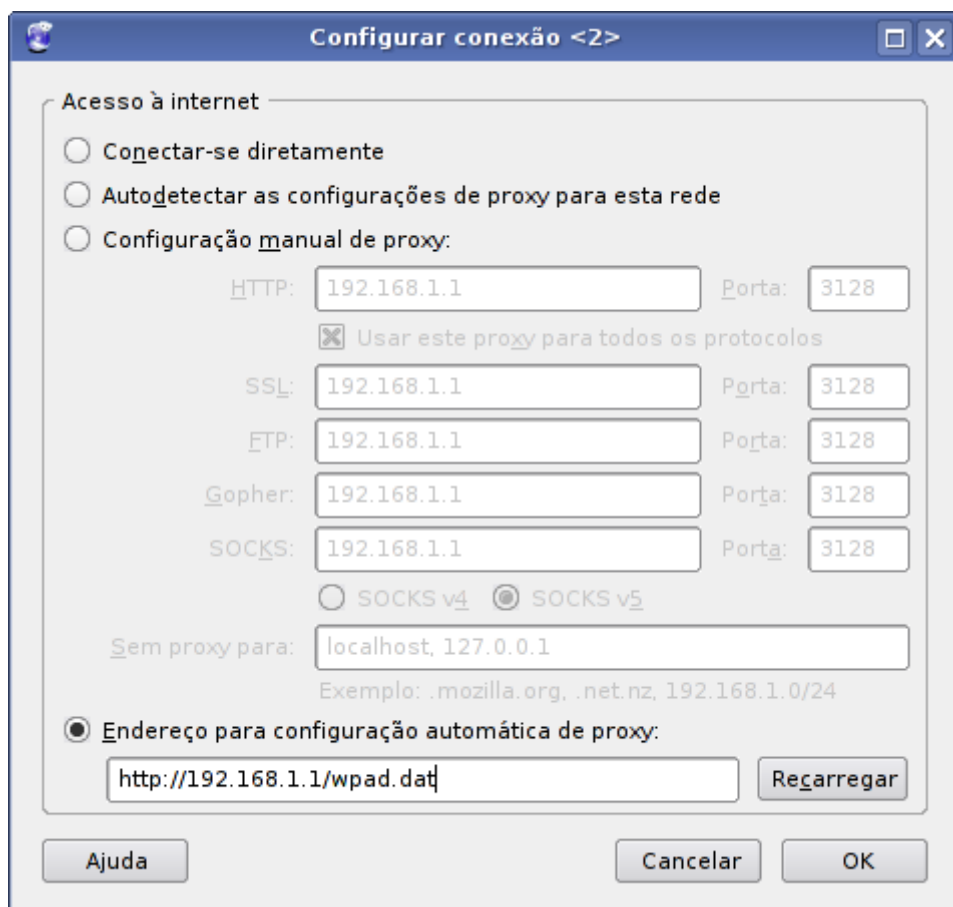 Configurar conexão <2>
Acesso à internet
Conectar-se diretamente
Autodetectar as configurações de proxy para esta rede
Configuração manual de proxy:
HTTP: 192.168.1.1 Porta: 3128
Usar este proxy para todos os protocolos
SSL: 192.168.1.1 Porta: 3128
FTP: 192.168.1.1 Porta: 3128
Gopher: 192.168.1.1 Porta: 3128
SOCKS: 192.168.1.1 Porta: 3128
SOCKS v4 SOCKS v5
Sem proxy para: localhost, 127.0.0.1
Exemplo: .mozilla.org, .net.nz, 192.168.1.0/24
Endereço para configuração automática de proxy:
http://192.168.1.1/wpad.dat Recarregar
Ajuda Cancelar OK